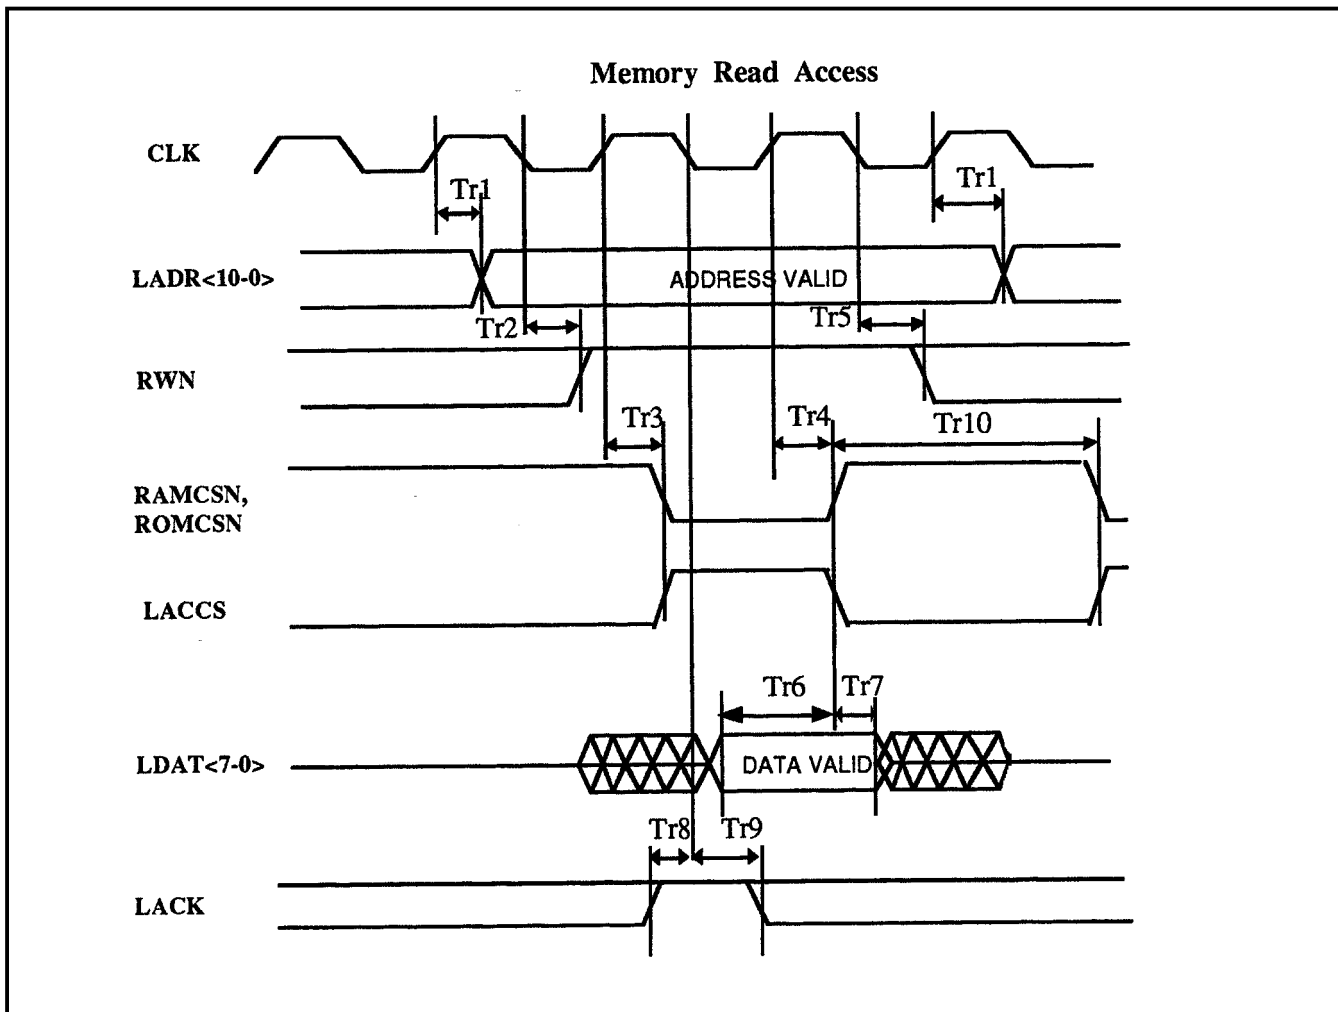 Memory Read Access
CLK
Tr1
Tr1
LADR<10-0>
ADDRESS VALID
Tr2
Tr5
RWN
Tr3
Tr4
Tr10
RAMCSN,
ROMCSN
LACCS
Tr6
Tr7
LDAT<7-0>
DATA VALID
Tr8
Tr9
LACK